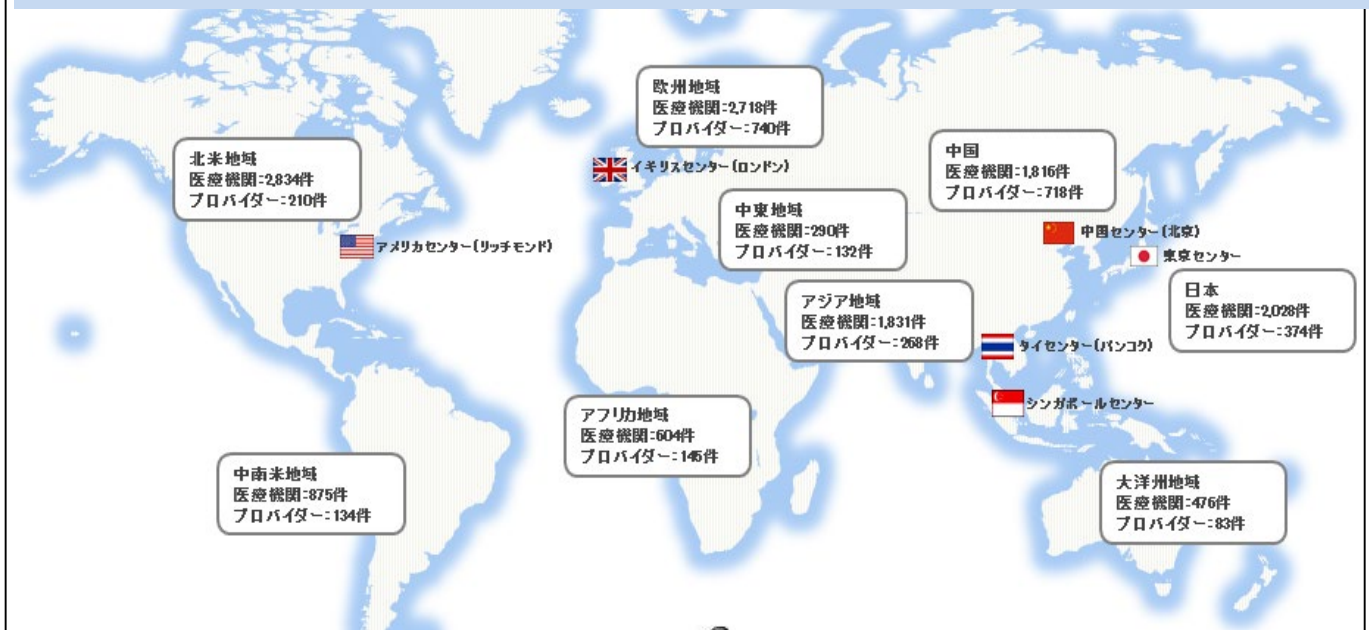 欧州地域
医療機関:2,718件
プロバイダー:740件
北米地域
医療機関:2,834件
プロバイダー:210件
中国
医療機関:1,816件
プロバイダー:718件
イギリスセンター(ロンドン)
中東地域
医療機関:290件
プロバイダー:132件
アメリカセンター(リッチモンド)
中国センター(北京)
東京センター
アジア地域
医療機関:1,831件
プロバイダー:268件
日本
医療機関:2,028件
プロバイダー:374件
タイセンター(バンコク)
シンガポールセンター
アフリカ地域
医療機関:604件
プロバイダー:145件
中南米地域
医療機関:875件
プロバイダー:134件
大洋州地域
医療機関:476件
プロバイダー:83件